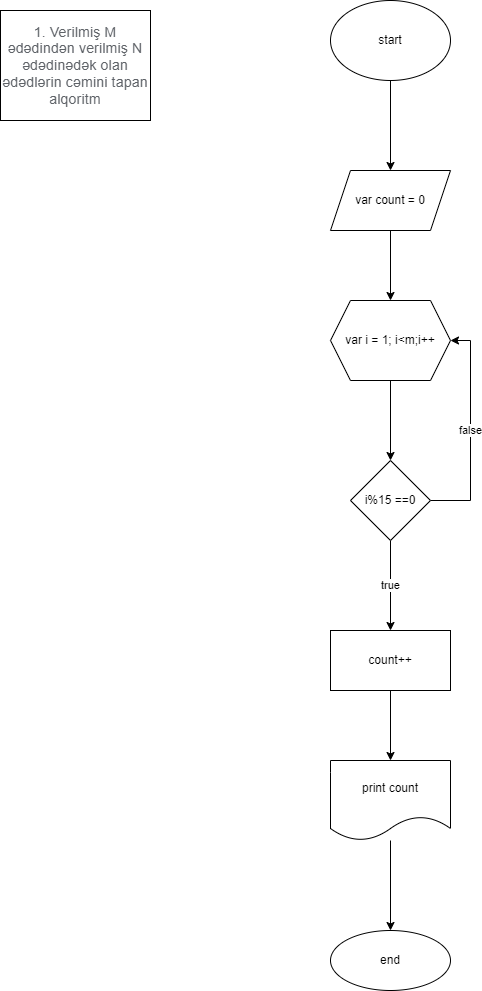 1. Verilmiş M
ədədindən verilmiş N
ədədinədək olan
ədədlərin cəmini tapan
alqoritm
start
var count = 0
var i = 1; i<m;i++
false
i%15 ==0
true
count++
print count
end